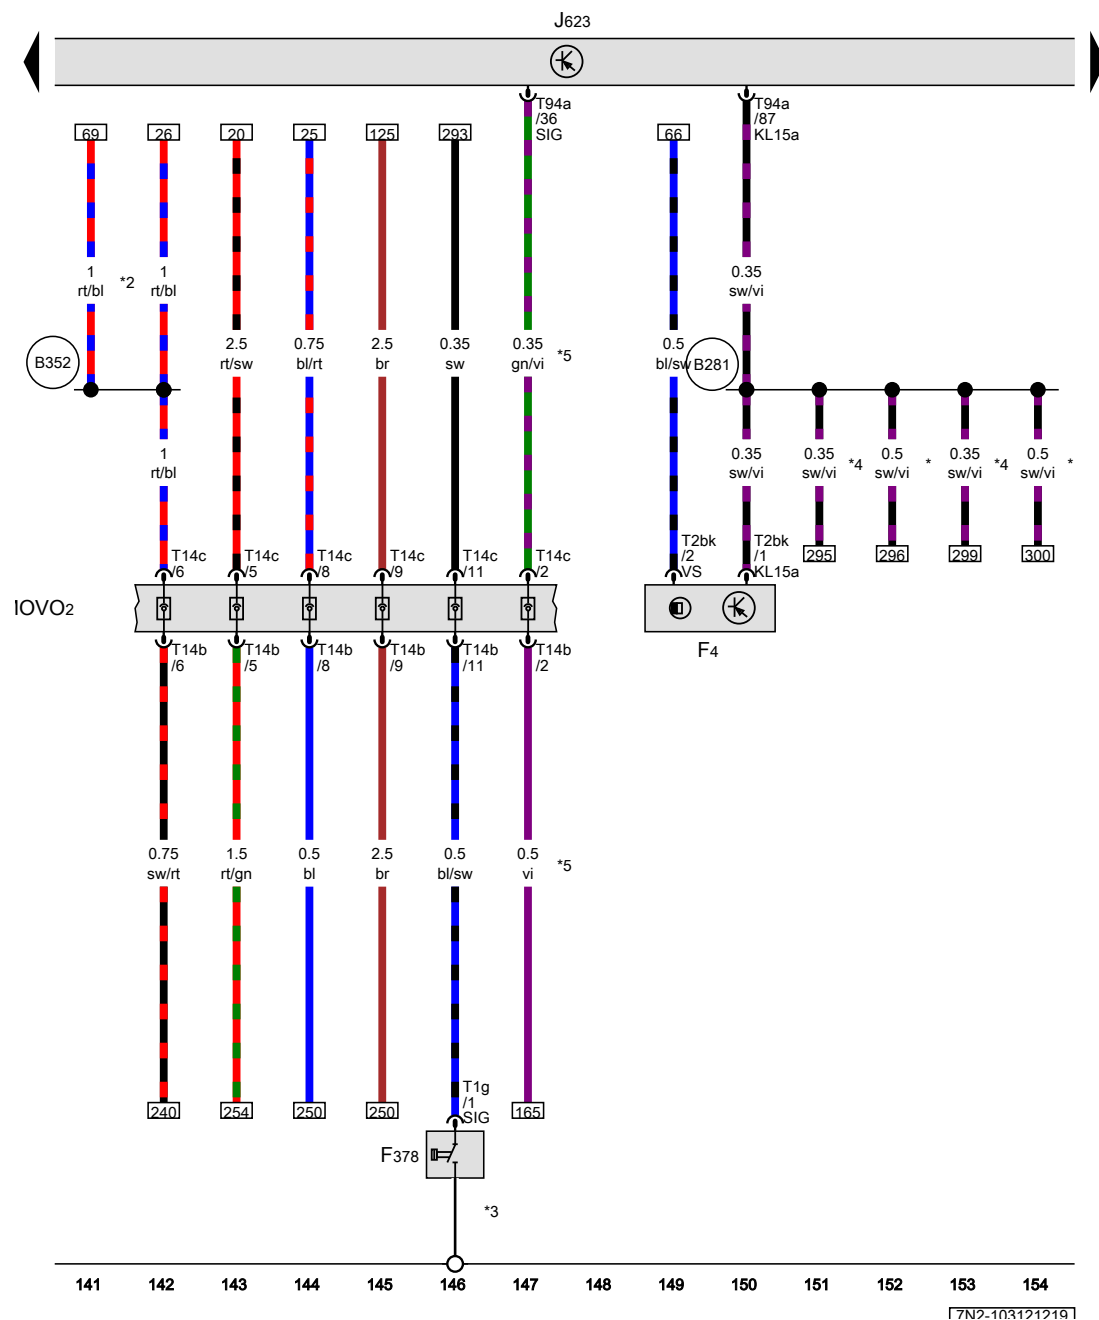 J623
T94a
/36
SIG
T94a
/87
KL15a
69
26
20
25
125
293
66
1
rt/bl
*2
1
rt/bl
0.35
sw/vi
B352
2.5
rt/sw
0.75
bl/rt
2.5
br
0.35
sw
0.35
gn/vi
*5
0.5
bl/sw
B281
1
rt/bl
0.35
sw/vi
0.35
sw/vi
*4
0.5
sw/vi
*
0.35
sw/vi
*4
0.5
sw/vi
*
T14c
/6
T14c
/5
T14c
/8
T14c
/9
T14c
/11
T14c
/2
T2bk
/2
VS
T2bk
/1
KL15a
295
296
299
300
IOVO2
F4
T14b
/6
T14b
/5
T14b
/8
T14b
/9
T14b
/11
T14b
/2
0.75
sw/rt
1.5
rt/gn
0.5
bl
2.5
br
0.5
bl/sw
0.5
vi
*5
240
254
250
250
T1g
/1
SIG
165
F378
*3
141 142 143 144 145 146 147 148 149 150 151 152 153 154
7N2-103121219